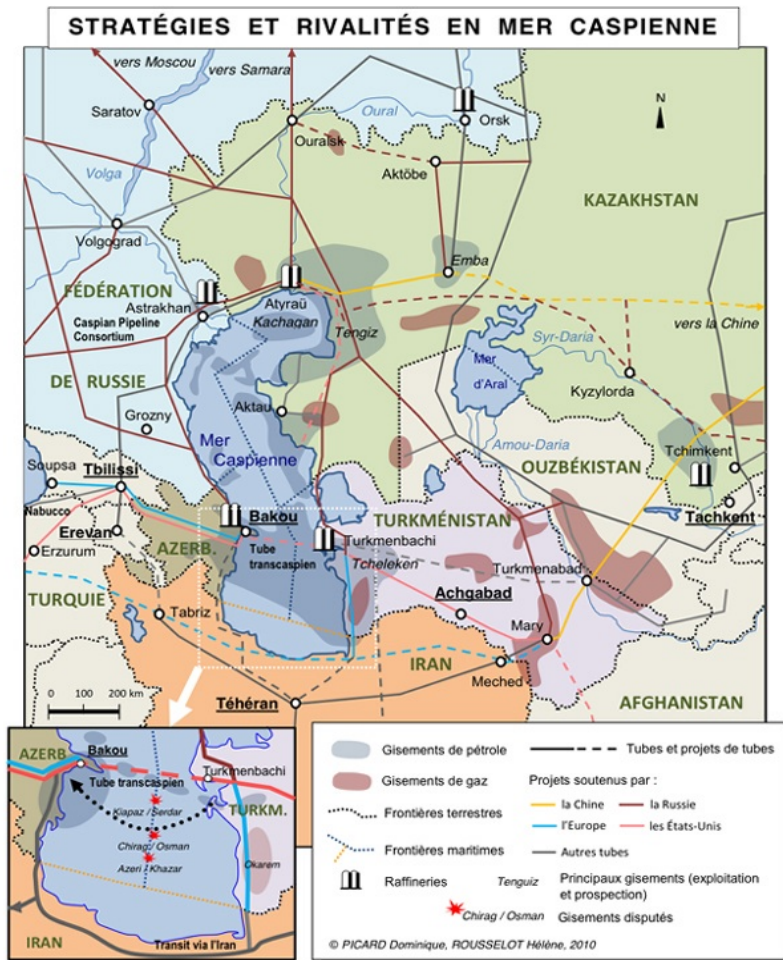 STRATÉGIES ET RIVALITÉS EN MER CASPIENNE
vers Moscou
vers Samara
Saratov
Oural
Orsk
N
Ouralsk
Aktöbe
Volga
KAZAKHSTAN
Volgograd
Emba
FÉDÉRATION
Astrakhan
Atyraü
Caspian Pipeline
Consortium
Kachagan
Tengiz
vers la Chine
Syr-Daria
Mer
d'Aral
DE RUSSIE
Kyzylorda
Aktau
Grozny
Mer
Caspienne
Amou-Daria
Tchimkent
OUZBÉKISTAN
Soupsa
Tbilissi
Nabucco
Bakou
TURKMÉNISTAN
Tachkent
Erevan
Turkmenbachi
AZERB.
Tube
transcaspien
Erzurum
Tcheleken
Turkmenabad
TURQUIE
Achgabad
Tabriz
Mary
IRAN
Meched
0 100 200 km
Téhéran
AFGHANISTAN
AZERB
Bakou
Tube transcaspien
Turkmenbachi
Kiapaz / Serdar
TURKM.
Chirag / Osman
Azeri / Khazar
Okarem
IRAN
Transit via l'Iran
Gisements de pétrole
Gisements de gaz
Frontières terrestres
Frontières maritimes
Raffineries
Tubes et projets de tubes
Projets soutenus par :
la Chine
la Russie
l'Europe
les États-Unis
Autres tubes
Tenguiz
Principaux gisements (exploitation
et prospection)
Chirag / Osman
Gisements disputés
© PICARD Dominique, ROUSSELOT Hélène, 2010